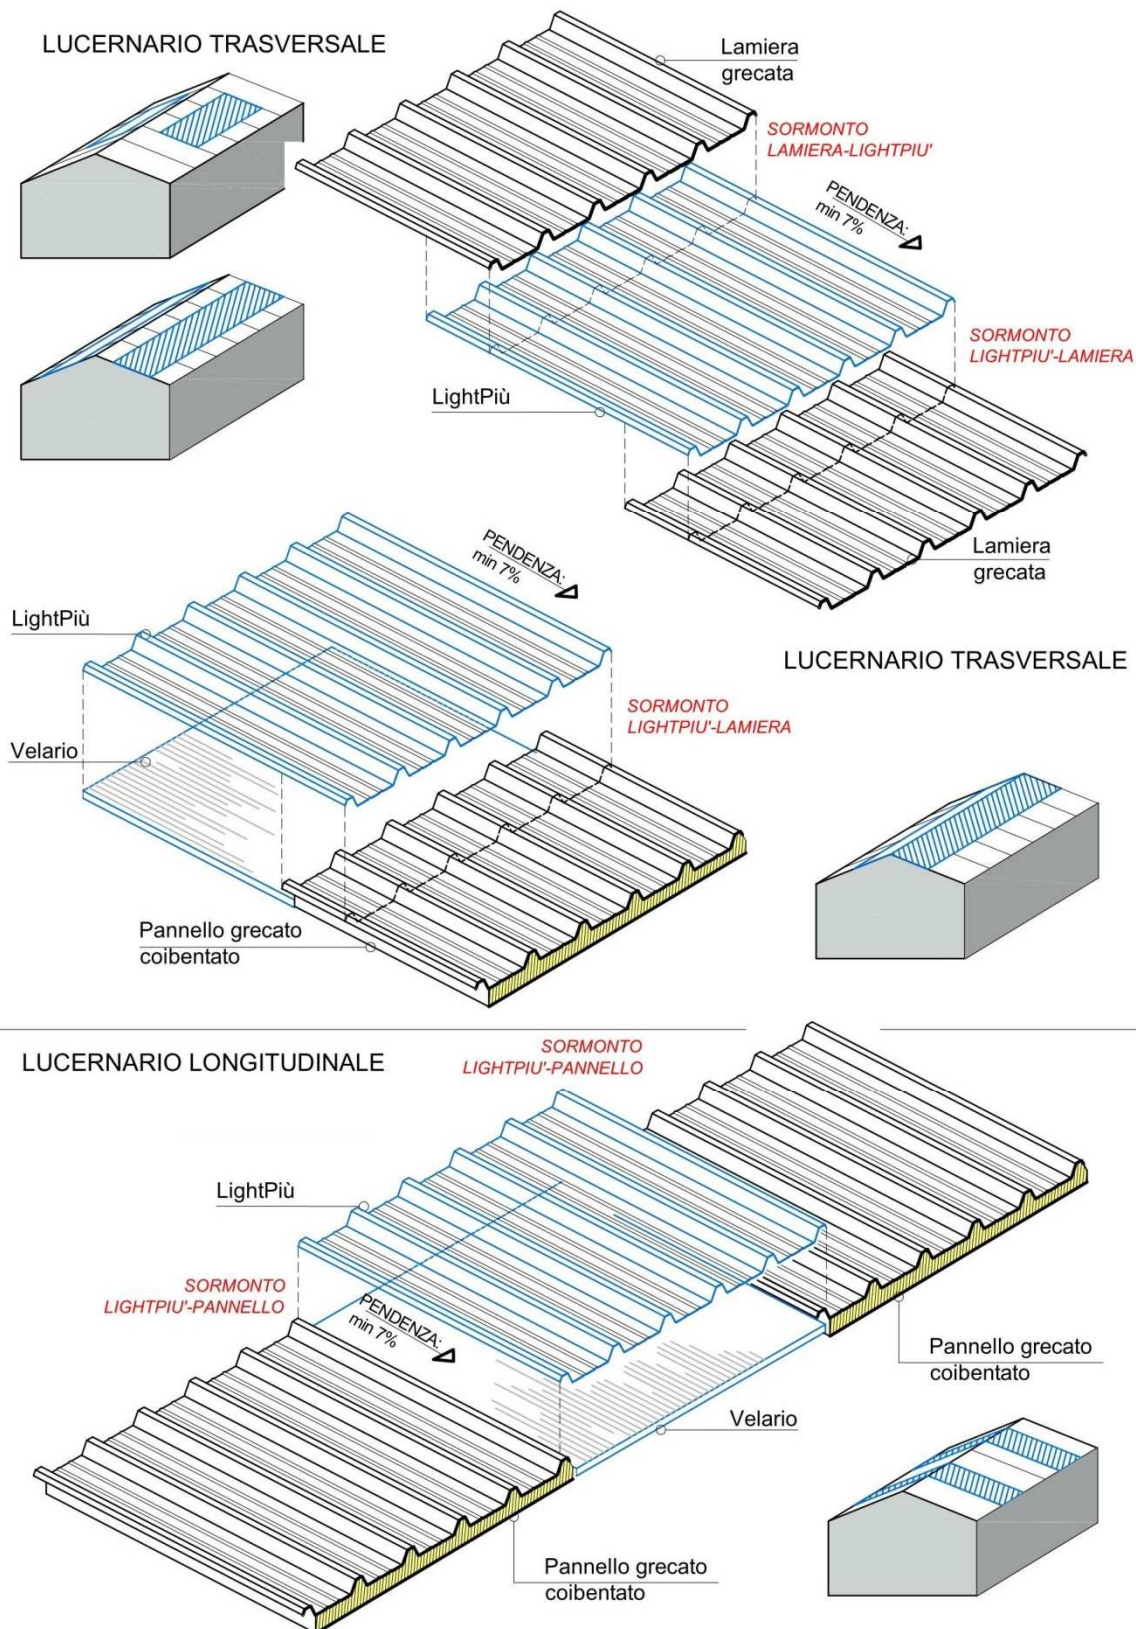 LUCERNARIO TRASVERSALE
Lamiera
grecata
SORMONTO
LAMIERA-LIGHTPIU'
PENDENZA:
min 7%
SORMONTO
LIGHTPIU'-LAMIERA
LightPiù
Lamiera
grecata
PENDENZA:
min 7%
LightPiù
LUCERNARIO TRASVERSALE
SORMONTO
LIGHTPIU'-LAMIERA
Velario
Pannello grecato
coibentato
LUCERNARIO LONGITUDINALE
SORMONTO
LIGHTPIU'-PANNELLO
LightPiù
SORMONTO
LIGHTPIU'-PANNELLO
PENDENZA:
min 7%
Pannello grecato
coibentato
Velario
Pannello grecato
coibentato